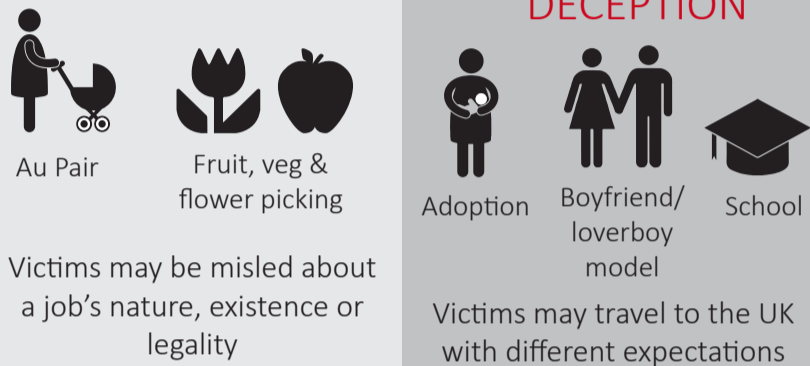 DECEPTION
Au Pair
Fruit, veg &
flower picking
Victims may be misled about
a job’s nature, existence or
legality
Adoption
Boyfriend/
loverboy
model
School
Victims may travel to the UK
with different expectations